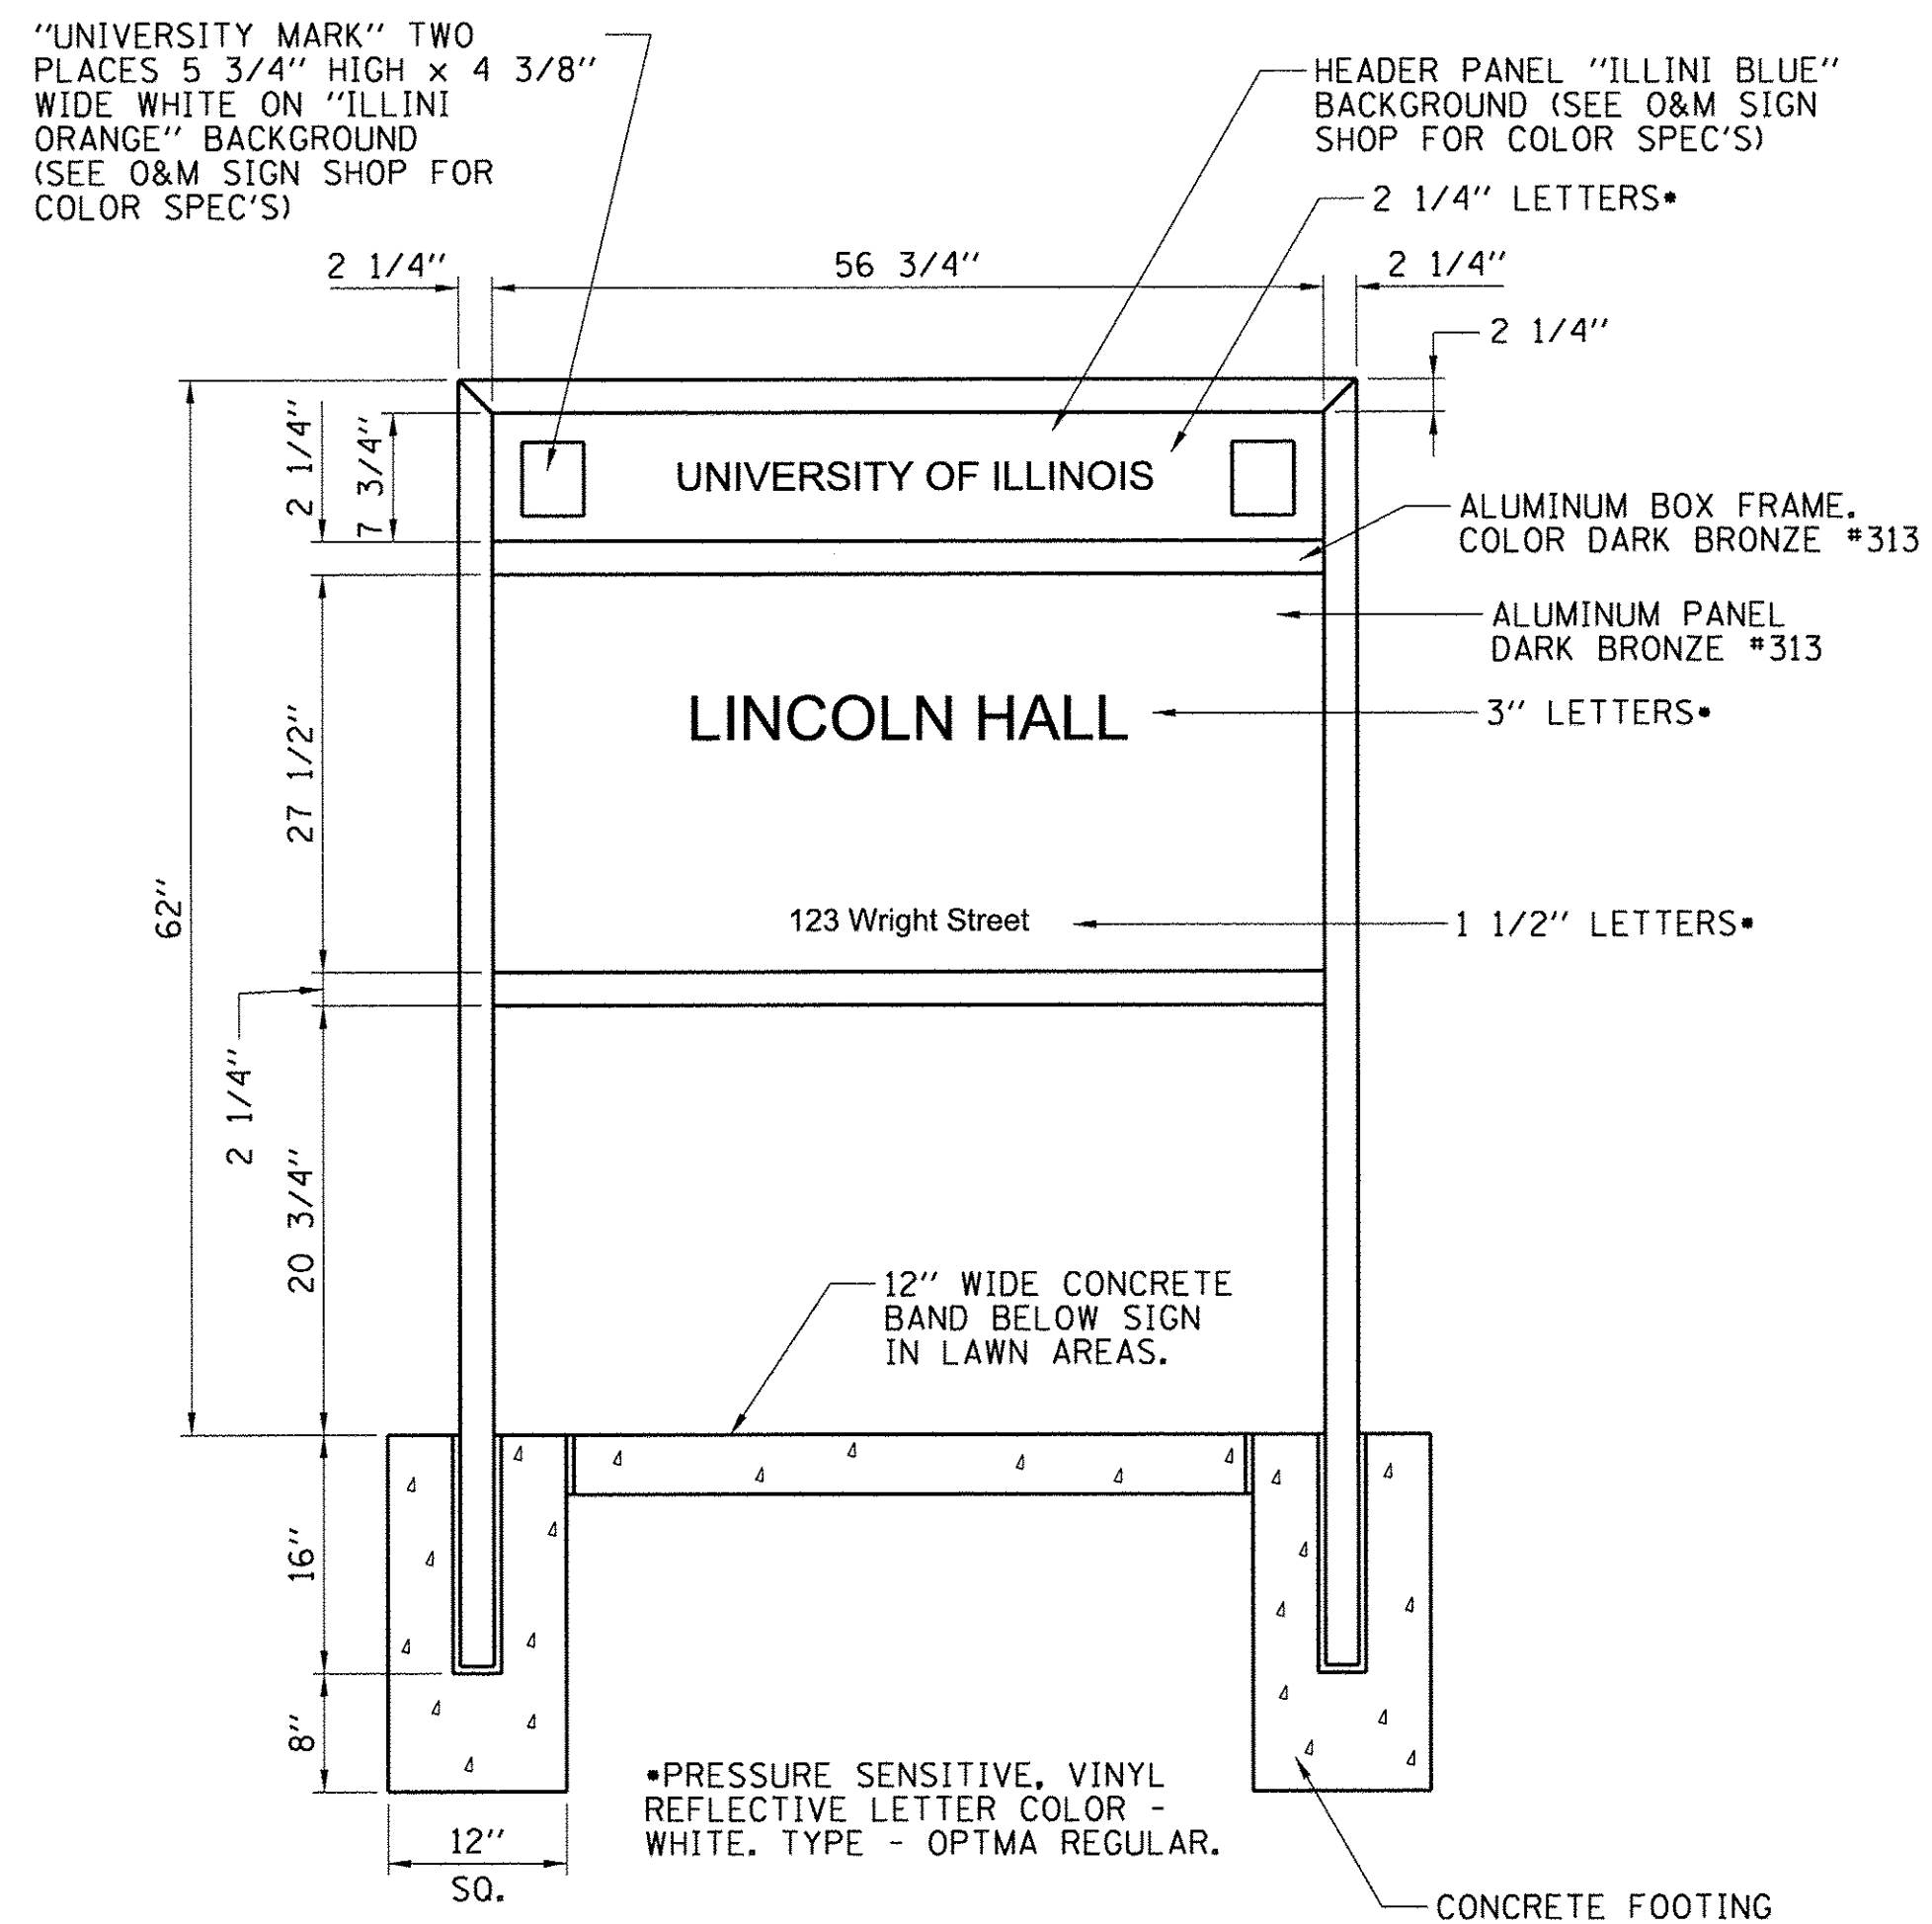 "UNIVERSITY MARK" TWO
PLACES 5 3/4" HIGH x 4 3/8"
WIDE WHITE ON "ILLINI
ORANGE" BACKGROUND
(SEE O&M SIGN SHOP FOR
COLOR SPEC'S)
HEADER PANEL "ILLINI BLUE"
BACKGROUND (SEE O&M SIGN
SHOP FOR COLOR SPEC'S)
2 1/4" LETTERS*
2 1/4"
56 3/4"
2 1/4"
2 1/4"
2 1/4"
7 3/4"
UNIVERSITY OF ILLINOIS
ALUMINUM BOX FRAME.
COLOR DARK BRONZE #313
ALUMINUM PANEL
DARK BRONZE #313
LINCOLN HALL
3" LETTERS*
27 1/2"
62"
123 Wright Street
1 1/2" LETTERS*
2 1/4"
20 3/4"
12" WIDE CONCRETE
BAND BELOW SIGN
IN LAWN AREAS.
16"
8"
*PRESSURE SENSITIVE, VINYL
REFLECTIVE LETTER COLOR -
WHITE. TYPE - OPTMA REGULAR.
12"
SQ.
CONCRETE FOOTING